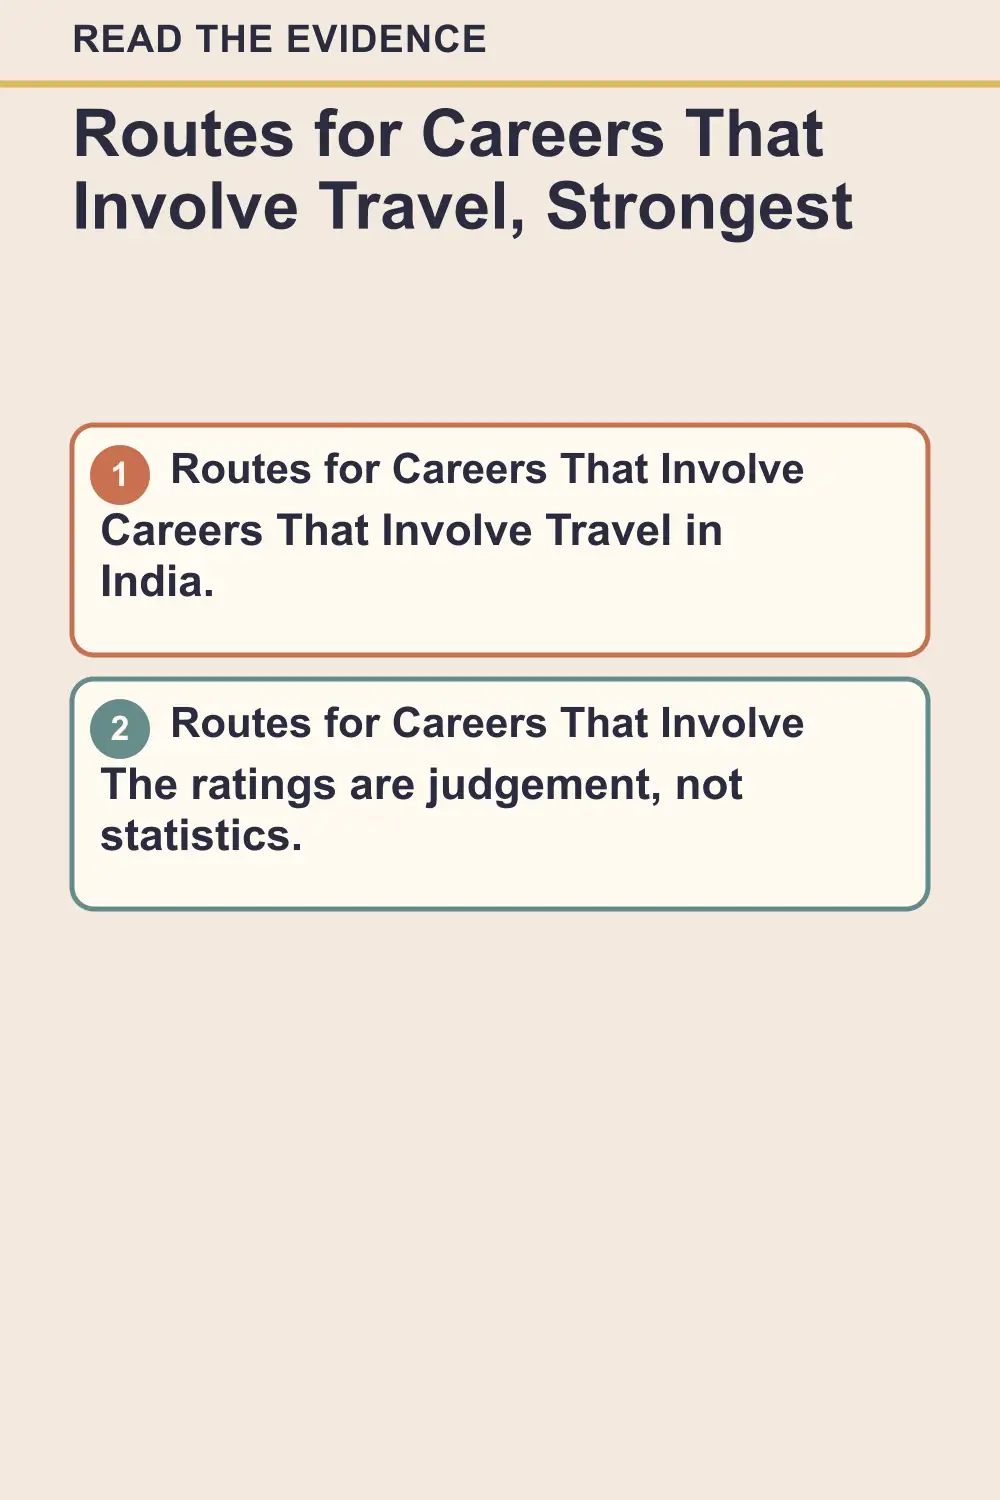 READ THE EVIDENCE
Routes for Careers That
Involve Travel, Strongest
1 Routes for Careers That Involve
Careers That Involve Travel in
India.
2 Routes for Careers That Involve
The ratings are judgement, not
statistics.